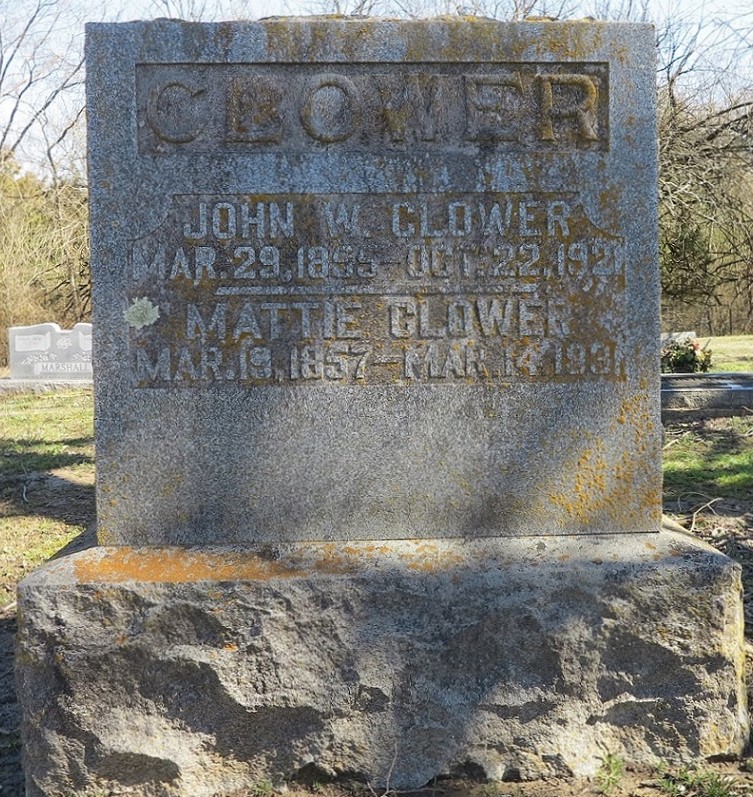 CLOWER
JOHN W. CLOWER
MAR. 29, 1855 - OCT. 22, 1921
MATTIE CLOWER
MAR. 19, 1857 - MAR. 14, 1931
MARSHALL